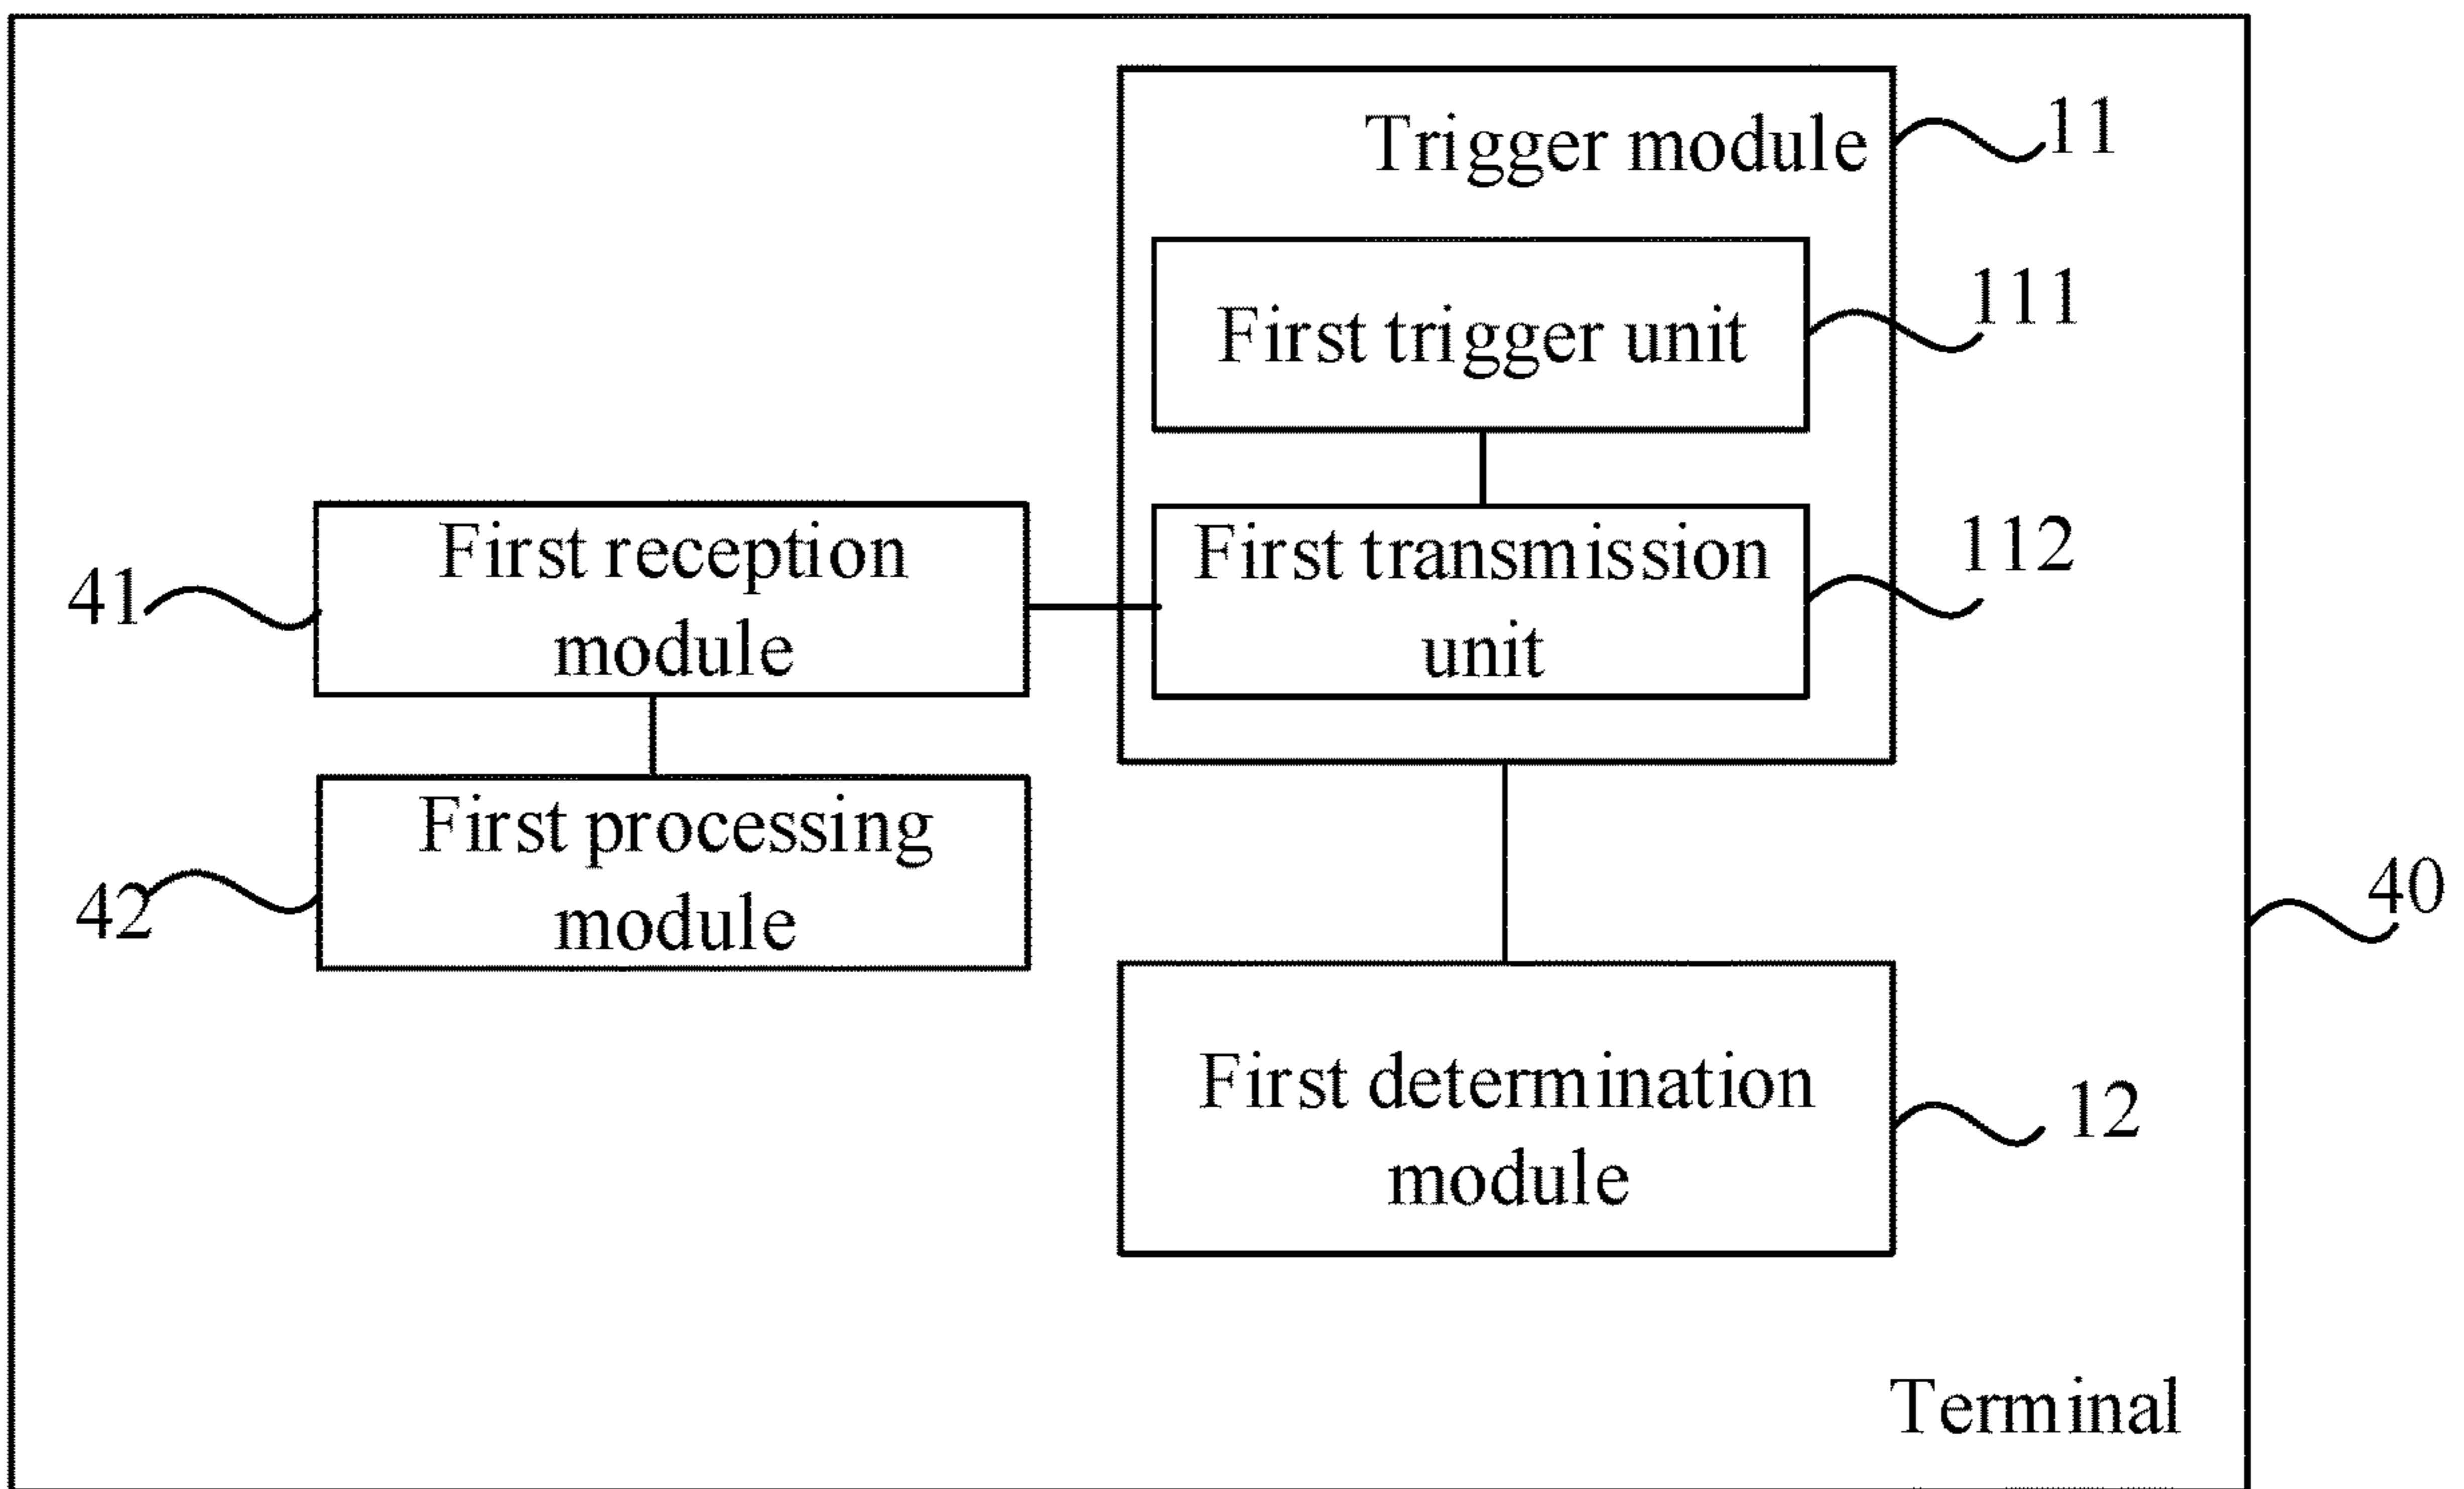 Trigger module
11
First trigger unit
111
First transmission
unit
112
First reception
module
41
First processing
module
42
40
First determination
module
12
Terminal